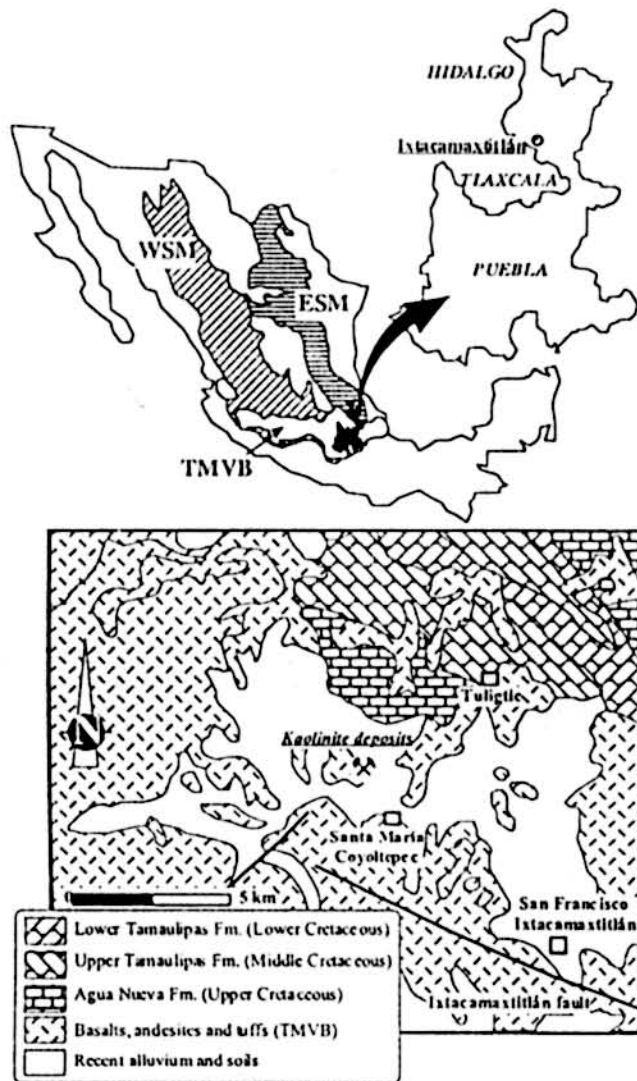 HIDALGO
Ixtacamaxtitlán
TLAXCALA
PUEBLA
WSM
ESM
TMVB
Tuligtic
N
Kaolinite deposits
Santa María
Coyoltepec
0 5 km
San Francisco
Ixtacamaxtitlán
Ixtacamaxtitlán fault
Lower Tamaulipas Fm. (Lower Cretaceous)
Upper Tamaulipas Fm. (Middle Cretaceous)
Agua Nueva Fm. (Upper Cretaceous)
Basalts, andesites and tuffs (TMVB)
Recent alluvium and soils